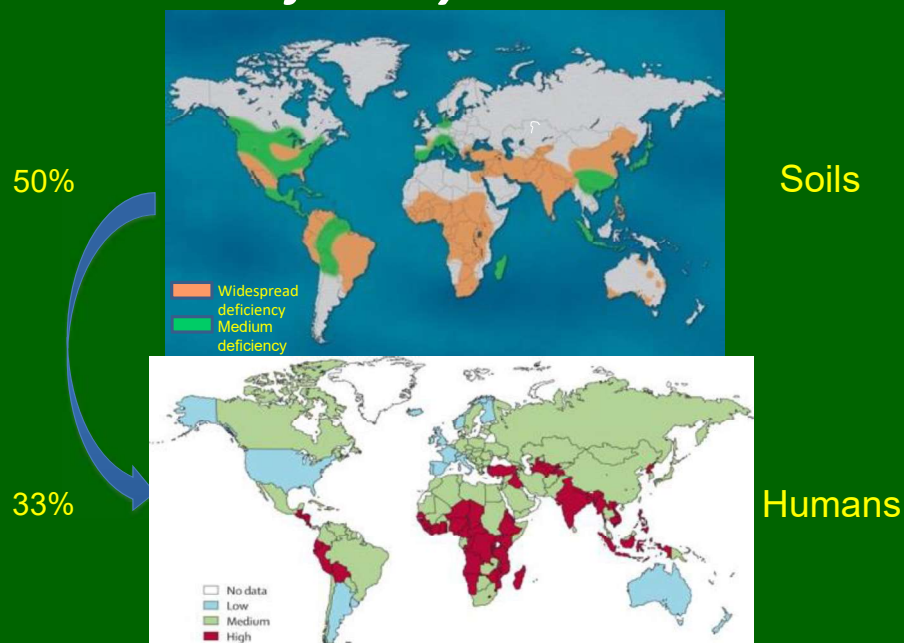 50%
Soils
Widespread
deficiency
Medium
deficiency
33%
Humans
No data
Low
Medium
High